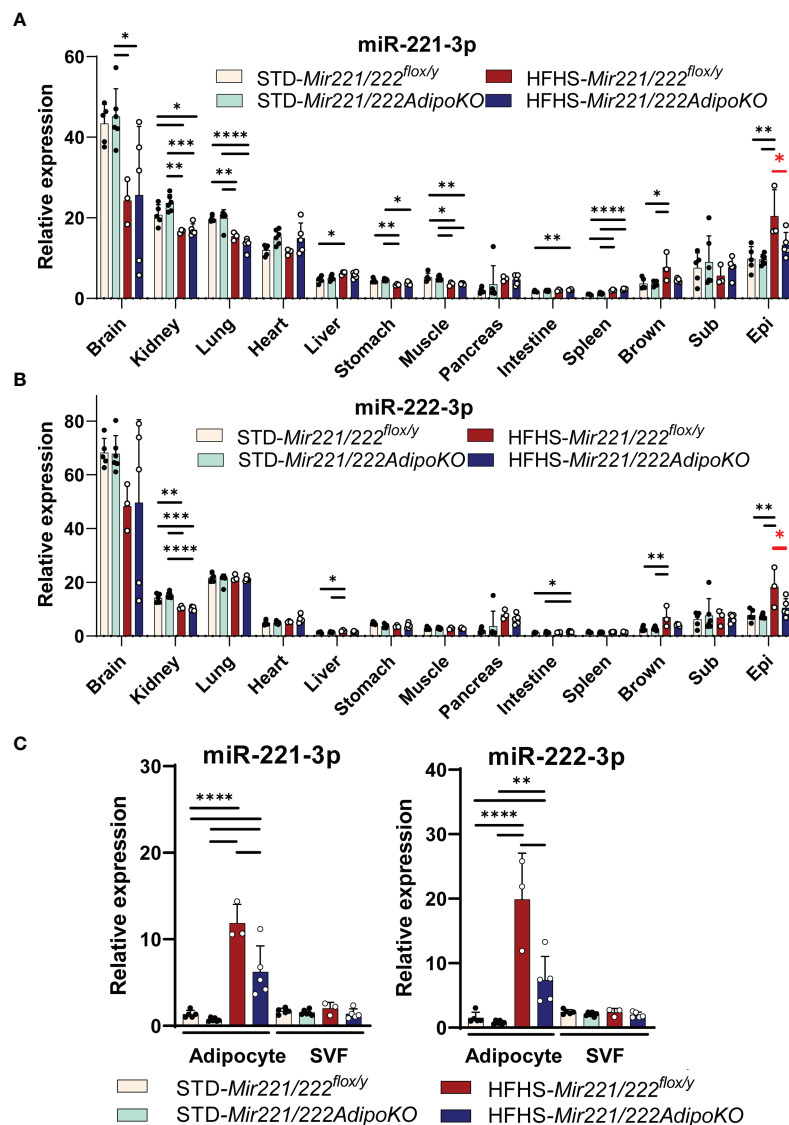 A
miR-221-3p
STD-Mir221/222flox/y HFHS-Mir221/222flox/y
STD-Mir221/222AdipoKO HFHS-Mir221/222AdipoKO
Relative expression
60
40
20
0
* * *** ** **** ** * ** * ** * ** **** * ** *
Brain Kidney Lung Heart Liver Stomach Muscle Pancreas Intestine Spleen Brown Sub Epi
B
miR-222-3p
STD-Mir221/222flox/y HFHS-Mir221/222flox/y
STD-Mir221/222AdipoKO HFHS-Mir221/222AdipoKO
Relative expression
80
60
40
20
0
** *** **** * * ** ** *
Brain Kidney Lung Heart Liver Stomach Muscle Pancreas Intestine Spleen Brown Sub Epi
C
miR-221-3p
Relative expression
30
20
10
0
****
Adipocyte SVF
miR-222-3p
Relative expression
40
30
20
10
0
**
****
Adipocyte SVF
STD-Mir221/222flox/y HFHS-Mir221/222flox/y
STD-Mir221/222AdipoKO HFHS-Mir221/222AdipoKO